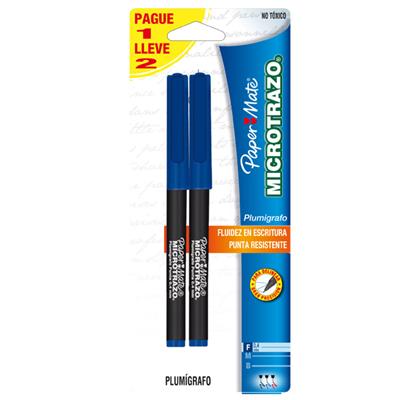 PAGUE
1
LLEVE
2
NO TÓXICO
Paper Mate
MICROTRAZO®
Plumígrafo
FLUIDEZ EN ESCRITURA
PUNTA RESISTENTE
Paper Mate
MICROTRAZO®
Paper Mate
MICROTRAZO®
F
M
B
PLUMÍGRAFO